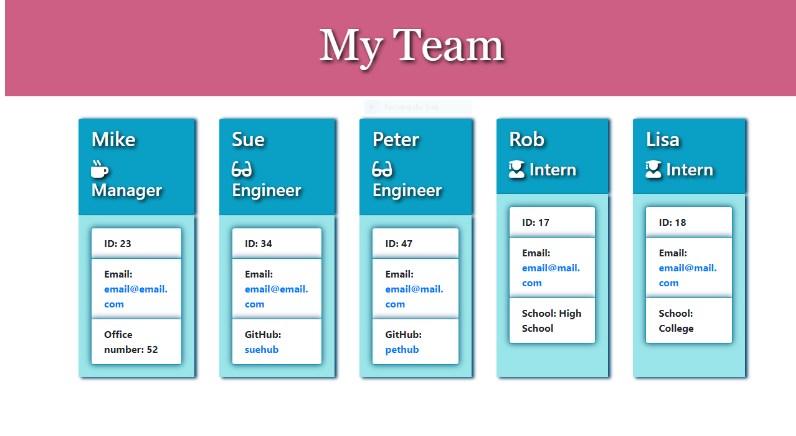 My Team
Mike
Manager
ID: 23
Email:
email@email.
com
Office
number: 52
Sue
Engineer
ID: 34
Email:
email@email.
com
GitHub:
suehub
Peter
Engineer
ID: 47
Email:
email@mail.
com
GitHub:
pethub
Rob
Intern
ID: 17
Email:
email@mail.
com
School: High
School
Lisa
Intern
ID: 18
Email:
email@mail.
com
School:
College